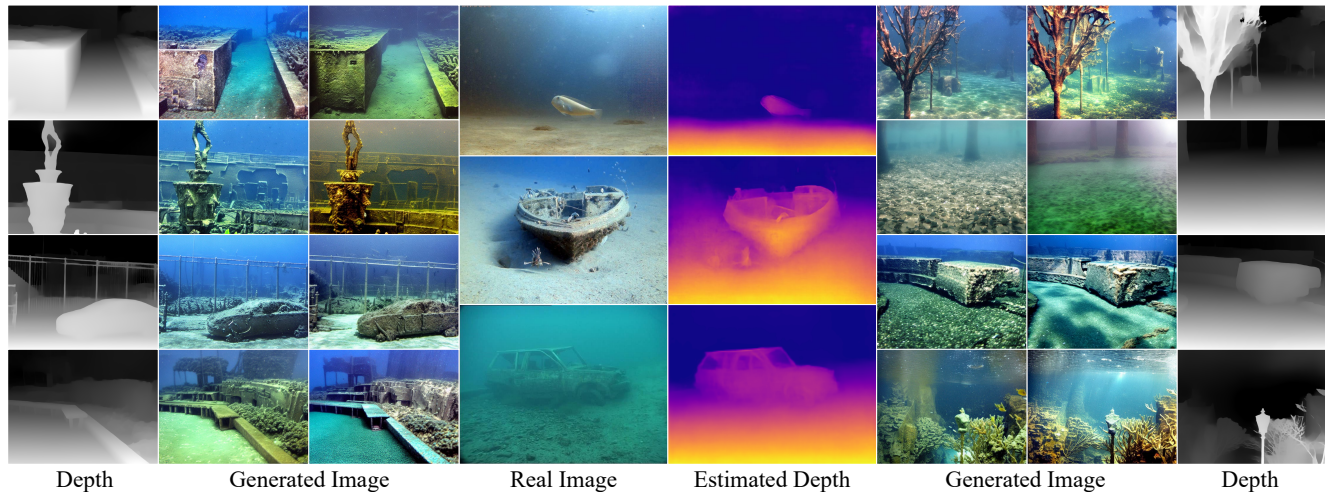 Depth
Generated Image
Real Image
Estimated Depth
Generated Image
Depth